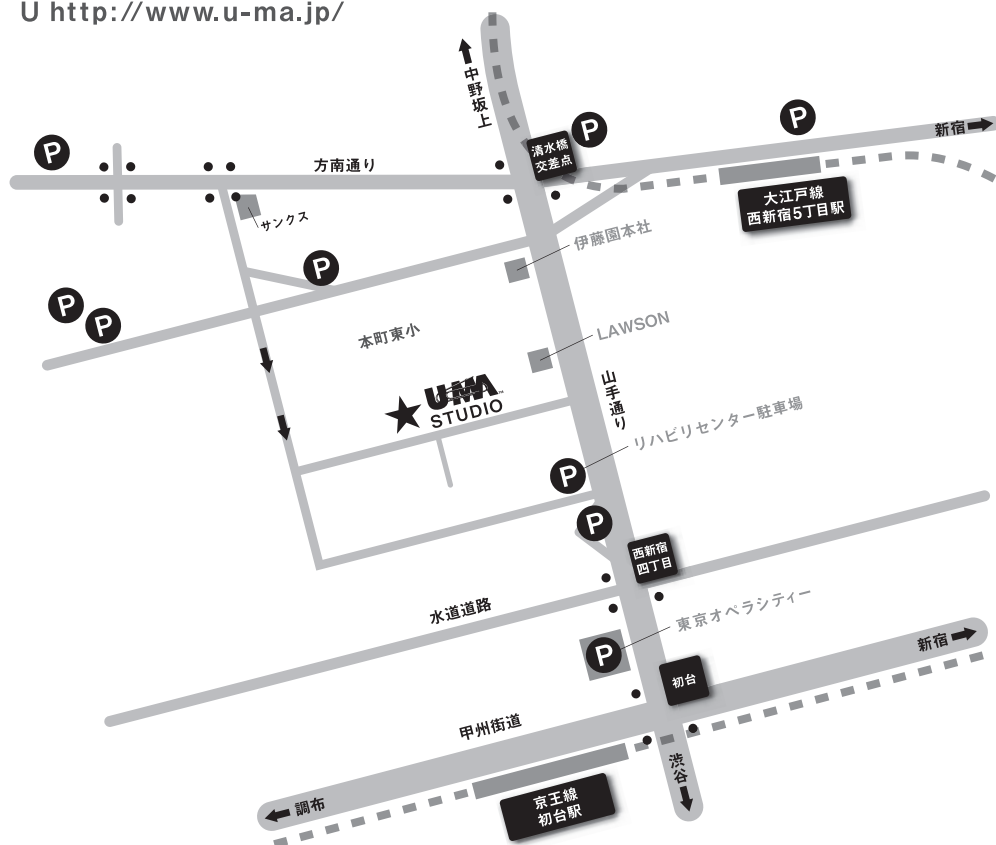 U http://www.u-ma.jp/
中野坂上
P
P
新宿
P
清水橋
交差点
方南通り
大江戸線
西新宿5丁目駅
サンクス
伊藤園本社
P
P
P
本町東小
LAWSON
U-MA
STUDIO
山手通り
リハビリセンター駐車場
P
P
西新宿
四丁目
水道道路
東京オペラシティー
P
新宿
初台
甲州街道
渋谷
調布
京王線
初台駅